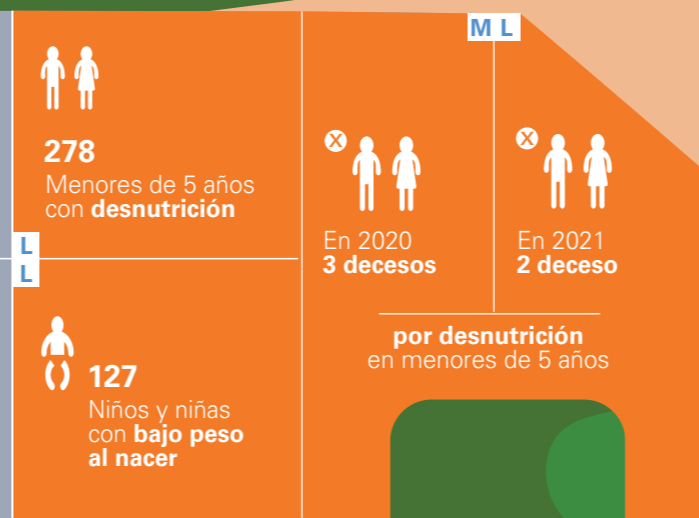 M L
278
Menores de 5 años
con desnutrición
En 2020
3 decesos
En 2021
2 deceso
por desnutrición
en menores de 5 años
L
L
127
Niños y niñas
con bajo peso
al nacer